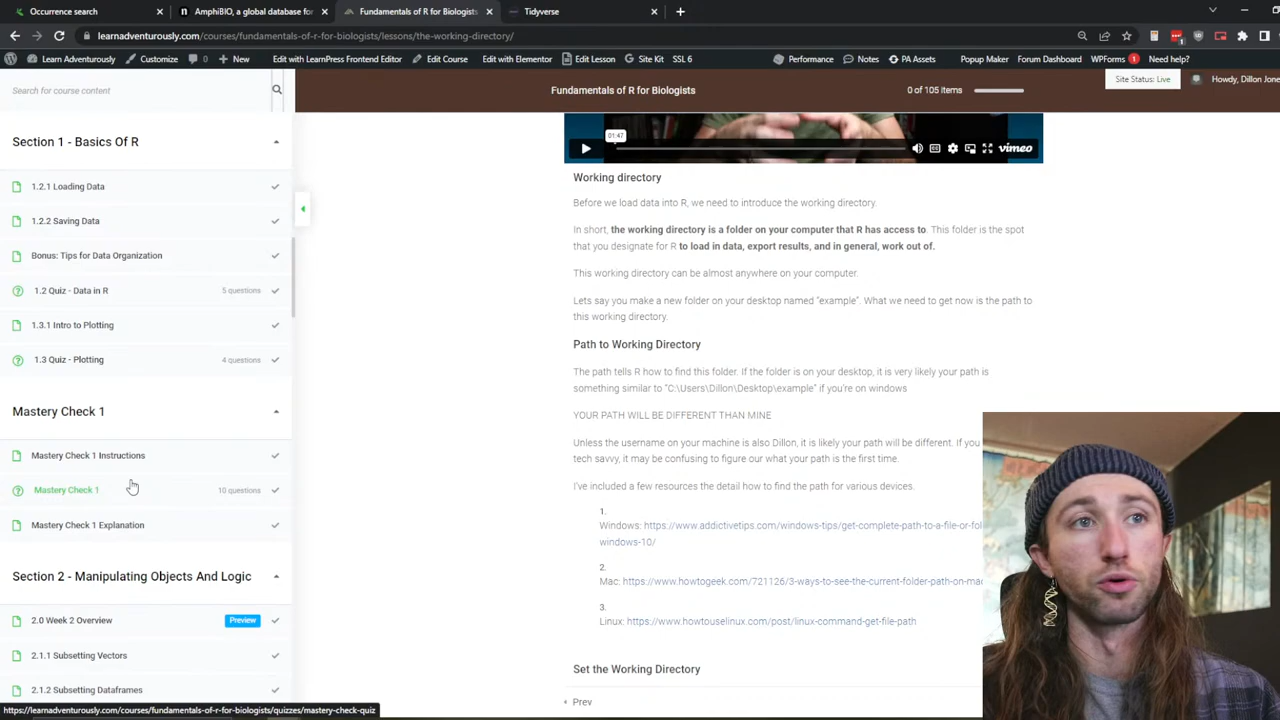 Occurrence search
AmphiBIO, a global database for
Fundamentals of R for Biologists
Tidyverse
learnadventurously.com/courses/fundamentals-of-r-for-biologists/lessons/the-working-directory/
Learn Adventurously
Customize
0
New
Edit with LearnPress Frontend Editor
Edit Course
Edit with Elementor
Edit Lesson
Site Kit
SSL 6
Performance
Notes
PA Assets
Popup Maker
Forum Dashboard
WPForms 1
Need help?
Site Status: Live
Howdy, Dillon Jone
Search for course content
Fundamentals of R for Biologists
0 of 105 items
Section 1 - Basics Of R
1.2.1 Loading Data
1.2.2 Saving Data
Bonus: Tips for Data Organization
1.2 Quiz - Data in R
5 questions
1.3.1 Intro to Plotting
1.3 Quiz - Plotting
4 questions
Mastery Check 1
Mastery Check 1 Instructions
Mastery Check 1
10 questions
Mastery Check 1 Explanation
Section 2 - Manipulating Objects And Logic
2.0 Week 2 Overview
Preview
2.1.1 Subsetting Vectors
2.1.2 Subsetting Dataframes
https://learnadventurously.com/courses/fundamentals-of-r-for-biologists/quizzes/mastery-check-quiz
01:47
CC
vimeo
Working directory
Before we load data into R, we need to introduce the working directory.
In short, the working directory is a folder on your computer that R has access to. This folder is the spot
that you designate for R to load in data, export results, and in general, work out of.
This working directory can be almost anywhere on your computer.
Lets say you make a new folder on your desktop named "example". What we need to get now is the path to
this working directory.
Path to Working Directory
The path tells R how to find this folder. If the folder is on your desktop, it is very likely your path is
something similar to "C:\Users\Dillon\Desktop\example" if you're on windows
YOUR PATH WILL BE DIFFERENT THAN MINE
Unless the username on your machine is also Dillon, it is likely your path will be different. If you
tech savvy, it may be confusing to figure our what your path is the first time.
I've included a few resources the detail how to find the path for various devices.
1.
Windows: https://www.addictivetips.com/windows-tips/get-complete-path-to-a-file-or-fol
windows-10/
2.
Mac: https://www.howtogeek.com/721126/3-ways-to-see-the-current-folder-path-on-mac
3.
Linux: https://www.howtouselinux.com/post/linux-command-get-file-path
Set the Working Directory
Prev